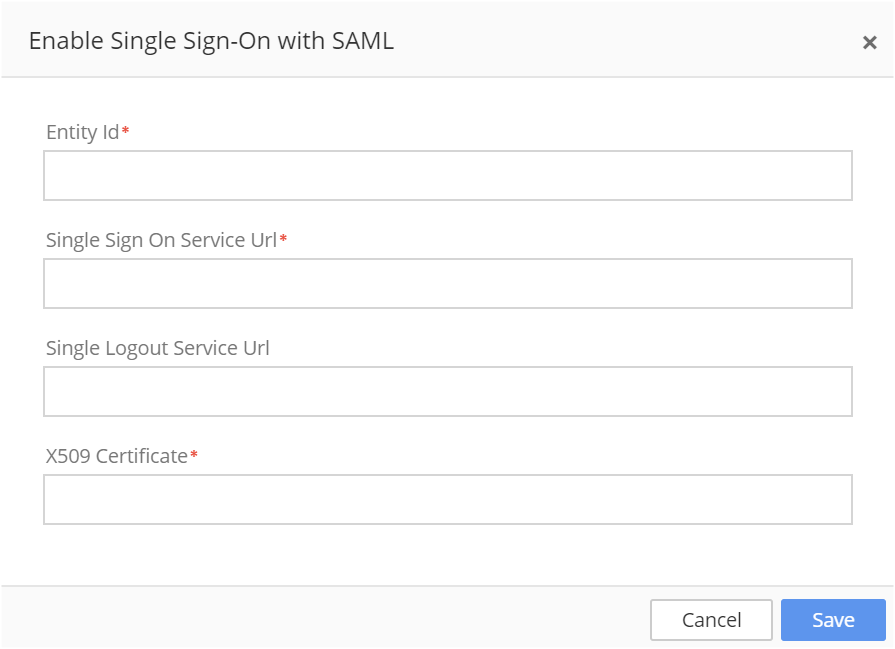 Enable Single Sign-On with SAML ×
Entity Id*
Single Sign On Service Url*
Single Logout Service Url
X509 Certificate*
Cancel Save